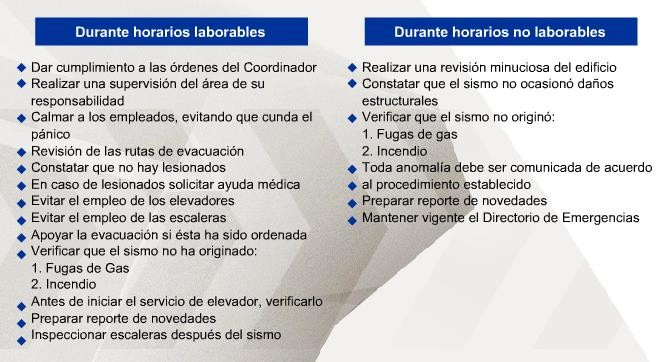 Durante horarios laborables
◆ Dar cumplimiento a las órdenes del Coordinador
◆ Realizar una supervisión del área de su
responsabilidad
◆ Calmar a los empleados, evitando que cunda el
pánico
◆ Revisión de las rutas de evacuación
◆ Constatar que no hay lesionados
◆ En caso de lesionados solicitar ayuda médica
◆ Evitar el empleo de los elevadores
◆ Evitar el empleo de las escaleras
◆ Apoyar la evacuación si ésta ha sido ordenada
◆ Verificar que el sismo no ha originado:
1. Fugas de Gas
2. Incendio
◆ Antes de iniciar el servicio de elevador, verificarlo
◆ Preparar reporte de novedades
◆ Inspeccionar escaleras después del sismo
Durante horarios no laborables
◆ Realizar una revisión minuciosa del edificio
◆ Constatar que el sismo no ocasionó daños
estructurales
◆ Verificar que el sismo no originó:
1. Fugas de gas
2. Incendio
◆ Toda anomalía debe ser comunicada de acuerdo
◆ al procedimiento establecido
◆ Preparar reporte de novedades
◆ Mantener vigente el Directorio de Emergencias